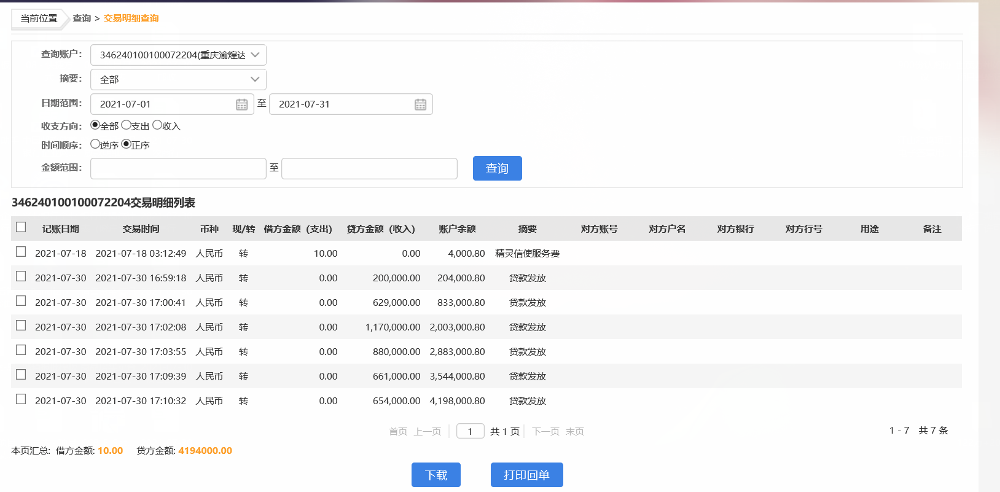 当前位置 查询 > 交易明细查询
查询账户: 346240100100072204(重庆渝煌达
摘要: 全部
日期范围: 2021-07-01 至 2021-07-31
收支方向: 全部 支出 收入
时间顺序: 逆序 正序
金额范围: 至 查询
346240100100072204交易明细列表
记账日期 交易时间 币种 现/转 借方金额 (支出) 贷方金额 (收入) 账户余额 摘要 对方账号 对方户名 对方银行 对方行号 用途 备注
2021-07-18 2021-07-18 03:12:49 人民币 转 10.00 0.00 4,000.80 精灵信使服务费
2021-07-30 2021-07-30 16:59:18 人民币 转 0.00 200,000.00 204,000.80 贷款发放
2021-07-30 2021-07-30 17:00:41 人民币 转 0.00 629,000.00 833,000.80 贷款发放
2021-07-30 2021-07-30 17:02:08 人民币 转 0.00 1,170,000.00 2,003,000.80 贷款发放
2021-07-30 2021-07-30 17:03:55 人民币 转 0.00 880,000.00 2,883,000.80 贷款发放
2021-07-30 2021-07-30 17:09:39 人民币 转 0.00 661,000.00 3,544,000.80 贷款发放
2021-07-30 2021-07-30 17:10:32 人民币 转 0.00 654,000.00 4,198,000.80 贷款发放
首页 上一页 1 共 1 页 下一页 末页 1 - 7 共 7 条
本页汇总: 借方金额: 10.00 贷方金额: 4194000.00
下载 打印回单